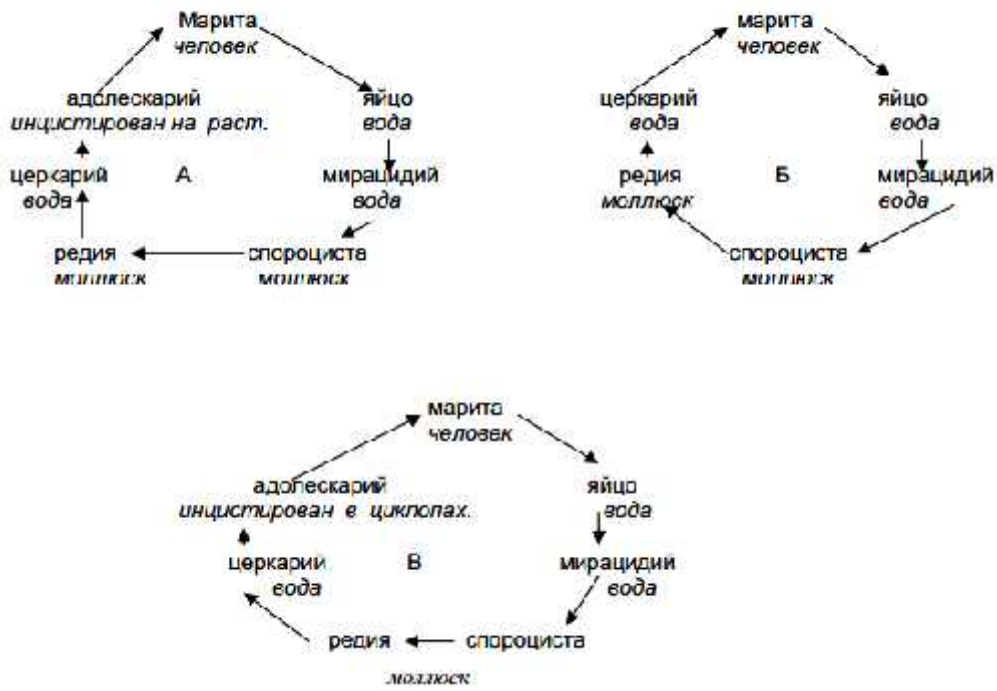 Марита
человек
адолескарий
инцистирован на раст.
яйцо
вода
церкарий
вода
А
мирацидий
вода
редия
моллюск
спороциста
моллюск
марита
человек
церкарий
вода
яйцо
вода
редия
моллюск
Б
мирацидий
вода
спороциста
моллюск
марита
человек
адолескарий
инцистирован в циклопах.
яйцо
вода
церкарии
вода
В
мирацидий
вода
редия
спороциста
моллюск